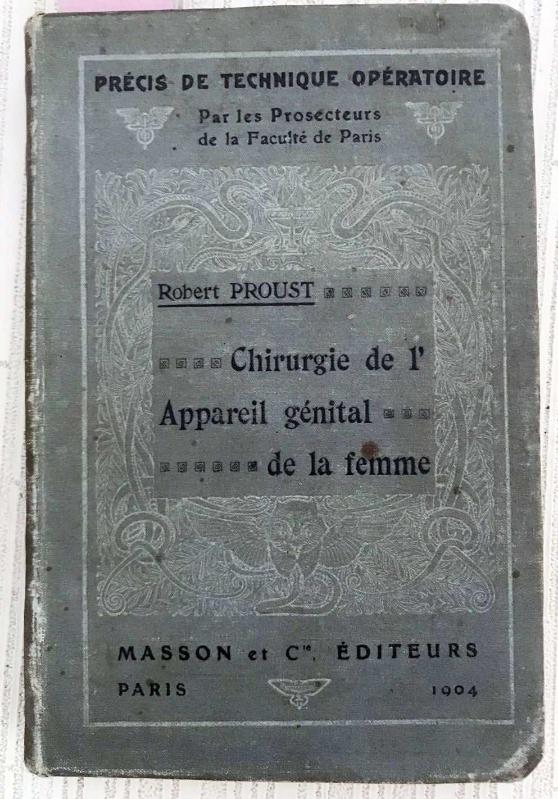 PRÉCIS DE TECHNIQUE OPÉRATOIRE
Par les Prosecteurs
de la Faculté de Paris
Robert PROUST
Chirurgie de l'
Appareil génital
de la femme
MASSON et Cie, ÉDITEURS
PARIS 1904